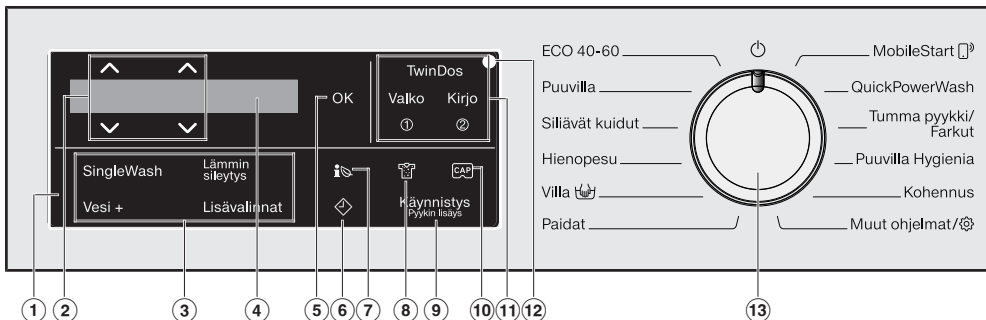 TwinDos
OK
Valko Kirjo
① ②
SingleWash
Lämmin
sileytys
Vesi +
Lisävalinnat
CAP
Käynnistys
Pyykin lisäys
ECO 40-60
Puuvilla
Siliävät kuidut
Hienopesu
Villa
Paidat
MobileStart
QuickPowerWash
Tumma pyykki/
Farkut
Puuvilla Hygienia
Kohennus
Muut ohjelmat/
1 2 3 4 5 6 7 8 9 10 11 12 13